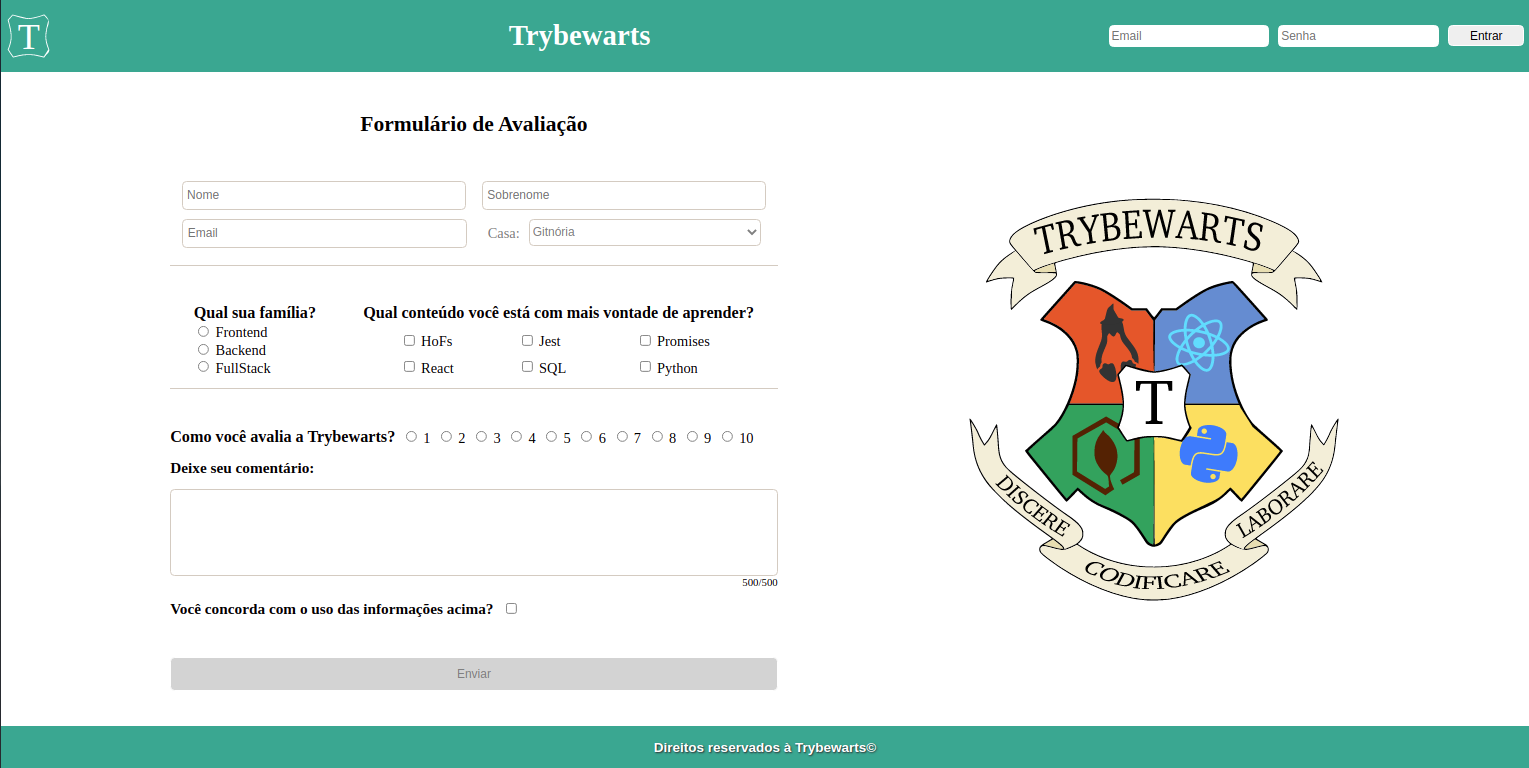 T
Trybewarts
Email
Senha
Entrar
Formulário de Avaliação
Nome
Sobrenome
Email
Casa:
Gitnória
Qual sua família?
Frontend
Backend
FullStack
Qual conteúdo você está com mais vontade de aprender?
HoFs
Jest
Promises
React
SQL
Python
Como você avalia a Trybewarts? 1 2 3 4 5 6 7 8 9 10
Deixe seu comentário:
500/500
Você concorda com o uso das informações acima?
Enviar
TRYBEWARTS
T
DISCERE
CODIFICARE
LABORARE
Direitos reservados à Trybewarts©